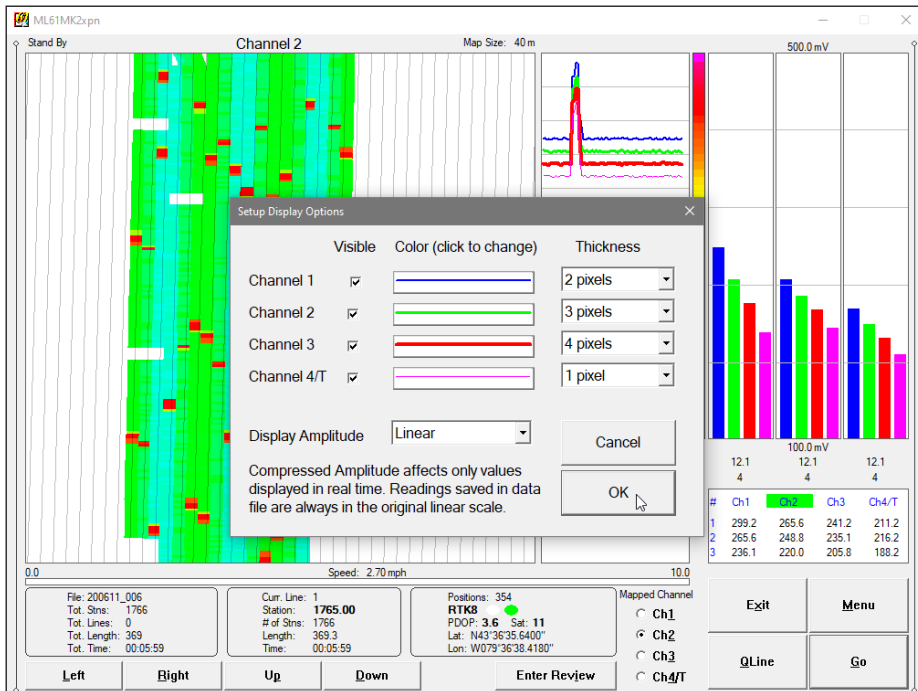 ML61MK2xpn
Stand By
Channel 2
Map Size: 40 m
500.0 mV
Setup Display Options
Visible Color (click to change) Thickness
Channel 1 2 pixels
Channel 2 3 pixels
Channel 3 4 pixels
Channel 4/T 1 pixel
Display Amplitude Linear
Cancel
Compressed Amplitude affects only values
displayed in real time. Readings saved in data
file are always in the original linear scale.
OK
100.0 mV
12.1 12.1 12.1
4 4 4
# Ch1 Ch2 Ch3 Ch4/T
1 299.2 265.6 241.2 211.2
2 265.6 248.8 235.1 216.2
3 236.1 220.0 205.8 188.2
0.0 Speed: 2.70 mph 10.0
File: 200611_006
Tot. Stns: 1766
Tot. Lines: 0
Tot. Length: 369
Tot. Time: 00:05:59
Curr. Line: 1
Station: 1765.00
# of Stns: 1766
Length: 369.3
Time: 00:05:59
Positions: 354
RTK8
PDOP: 3.6 Sat: 11
Lat: N43°36'35.6400"
Lon: W079°36'38.4180"
Mapped Channel
Ch1
Ch2
Ch3
Ch4/T
Exit
Menu
QLine
Go
Left
Right
Up
Down
Enter Review